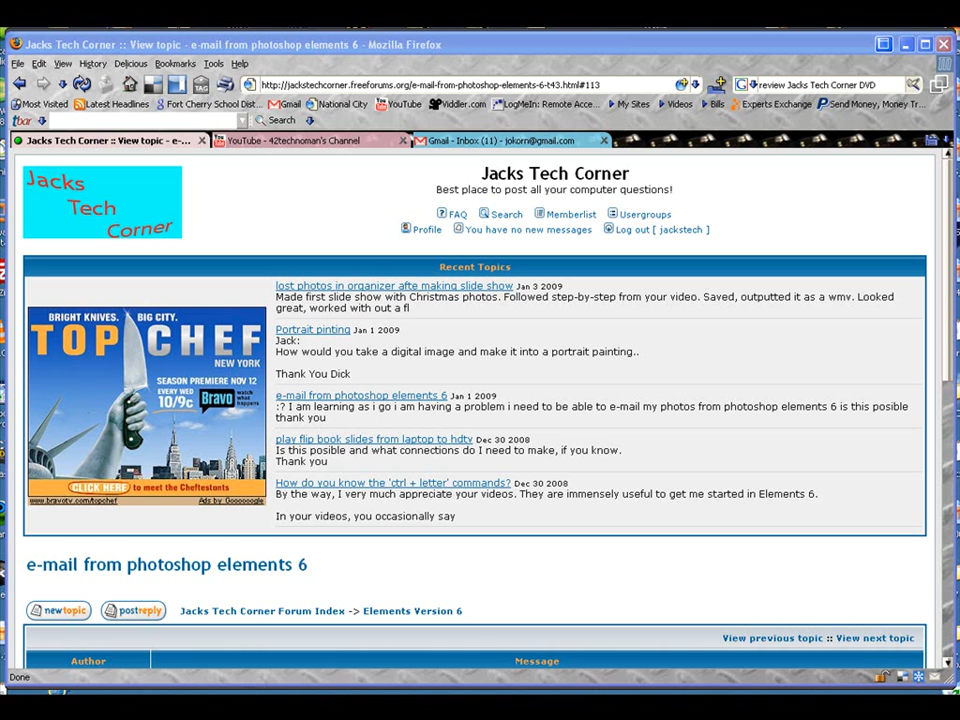 Jacks Tech Corner :: View topic - e-mail from photoshop elements 6 - Mozilla Firefox
File Edit View History Delicious Bookmarks Tools Help
http://jackstechcorner.freeforums.org/e-mail-from-photoshop-elements-6-t43.html#113
review Jacks Tech Corner DVD
Most Visited Latest Headlines Fort Cherry School Dist... Gmail National City YouTube Viddler.com LogMeIn: Remote Acce... My Sites Videos Bills Experts Exchange Send Money, Money Tr...
tbar Search
Jacks Tech Corner :: View topic - e-... YouTube - 42technoman's Channel Gmail - Inbox (11) - jokorn@gmail.com
Jacks
Tech
Corner
Jacks Tech Corner
Best place to post all your computer questions!
FAQ Search Memberlist Usergroups
Profile You have no new messages Log out [ jackstech ]
Recent Topics
BRIGHT KNIVES. BIG CITY.
TOP CHEF
NEW YORK
SEASON PREMIERE NOV 12
EVERY WED
10/9c Bravo watch what happens
CLICK HERE to meet the Cheftestants
www.bravotv.com/topchef Ads by Goooooogle
lost photos in organizer afte making slide show Jan 3 2009
Made first slide show with Christmas photos. Followed step-by-step from your video. Saved, outputted it as a wmv. Looked
great, worked with out a fl
Portrait pinting Jan 1 2009
Jack:
How would you take a digital image and make it into a portrait painting..
Thank You Dick
e-mail from photoshop elements 6 Jan 1 2009
:? I am learning as i go i am having a problem i need to be able to e-mail my photos from photoshop elements 6 is this posible
thank you
play flip book slides from laptop to hdtv Dec 30 2008
Is this posible and what connections do I need to make, if you know.
Thank you
How do you know the 'ctrl + letter' commands? Dec 30 2008
By the way, I very much appreciate your videos. They are immensely useful to get me started in Elements 6.
In your videos, you occasionally say
e-mail from photoshop elements 6
newtopic postreply Jacks Tech Corner Forum Index -> Elements Version 6
View previous topic :: View next topic
Author Message
Done